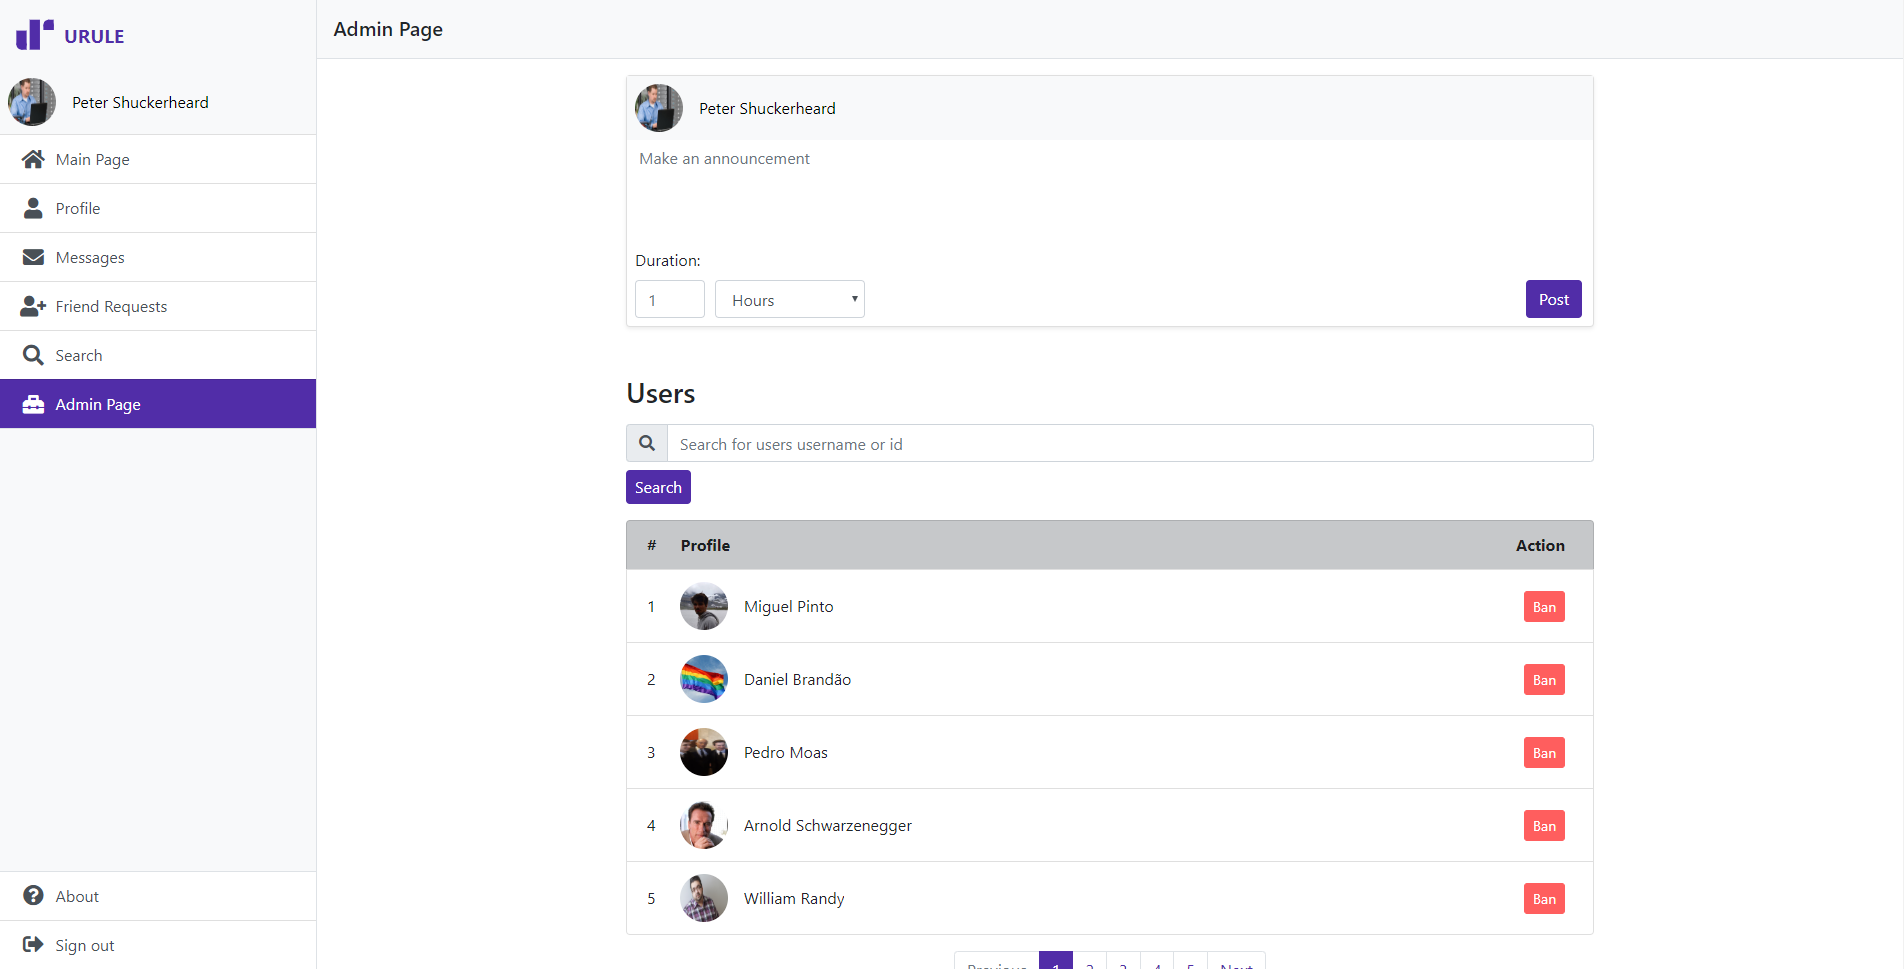 URULE
Peter Shuckerheard
Main Page
Profile
Messages
Friend Requests
Search
Admin Page
About
Sign out
Admin Page
Peter Shuckerheard
Make an announcement
Duration:
1 Hours Post
Users
Search for users username or id
Search
# Profile Action
1 Miguel Pinto Ban
2 Daniel Brandão Ban
3 Pedro Moas Ban
4 Arnold Schwarzenegger Ban
5 William Randy Ban
Previous 1 2 3 4 5 Next